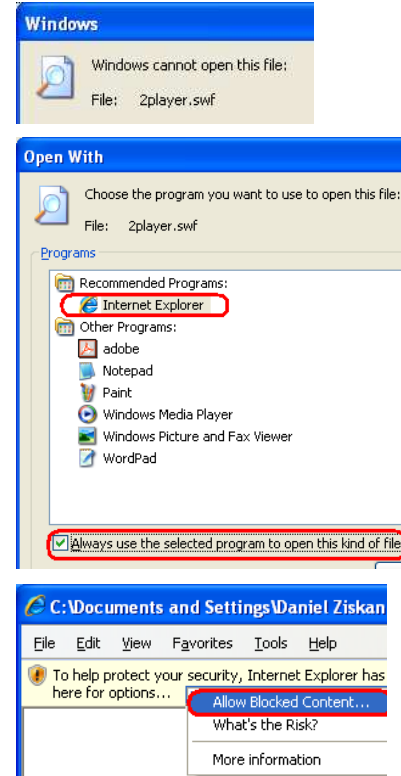 Windows
Windows cannot open this file:
File: 2player.swf
Open With
Choose the program you want to use to open this file:
File: 2player.swf
Programs
Recommended Programs:
Internet Explorer
Other Programs:
adobe
Notepad
Paint
Windows Media Player
Windows Picture and Fax Viewer
WordPad
Always use the selected program to open this kind of file
C:\Documents and Settings\Daniel Ziskan
File Edit View Favorites Tools Help
To help protect your security, Internet Explorer has
here for options...
Allow Blocked Content...
What's the Risk?
More information